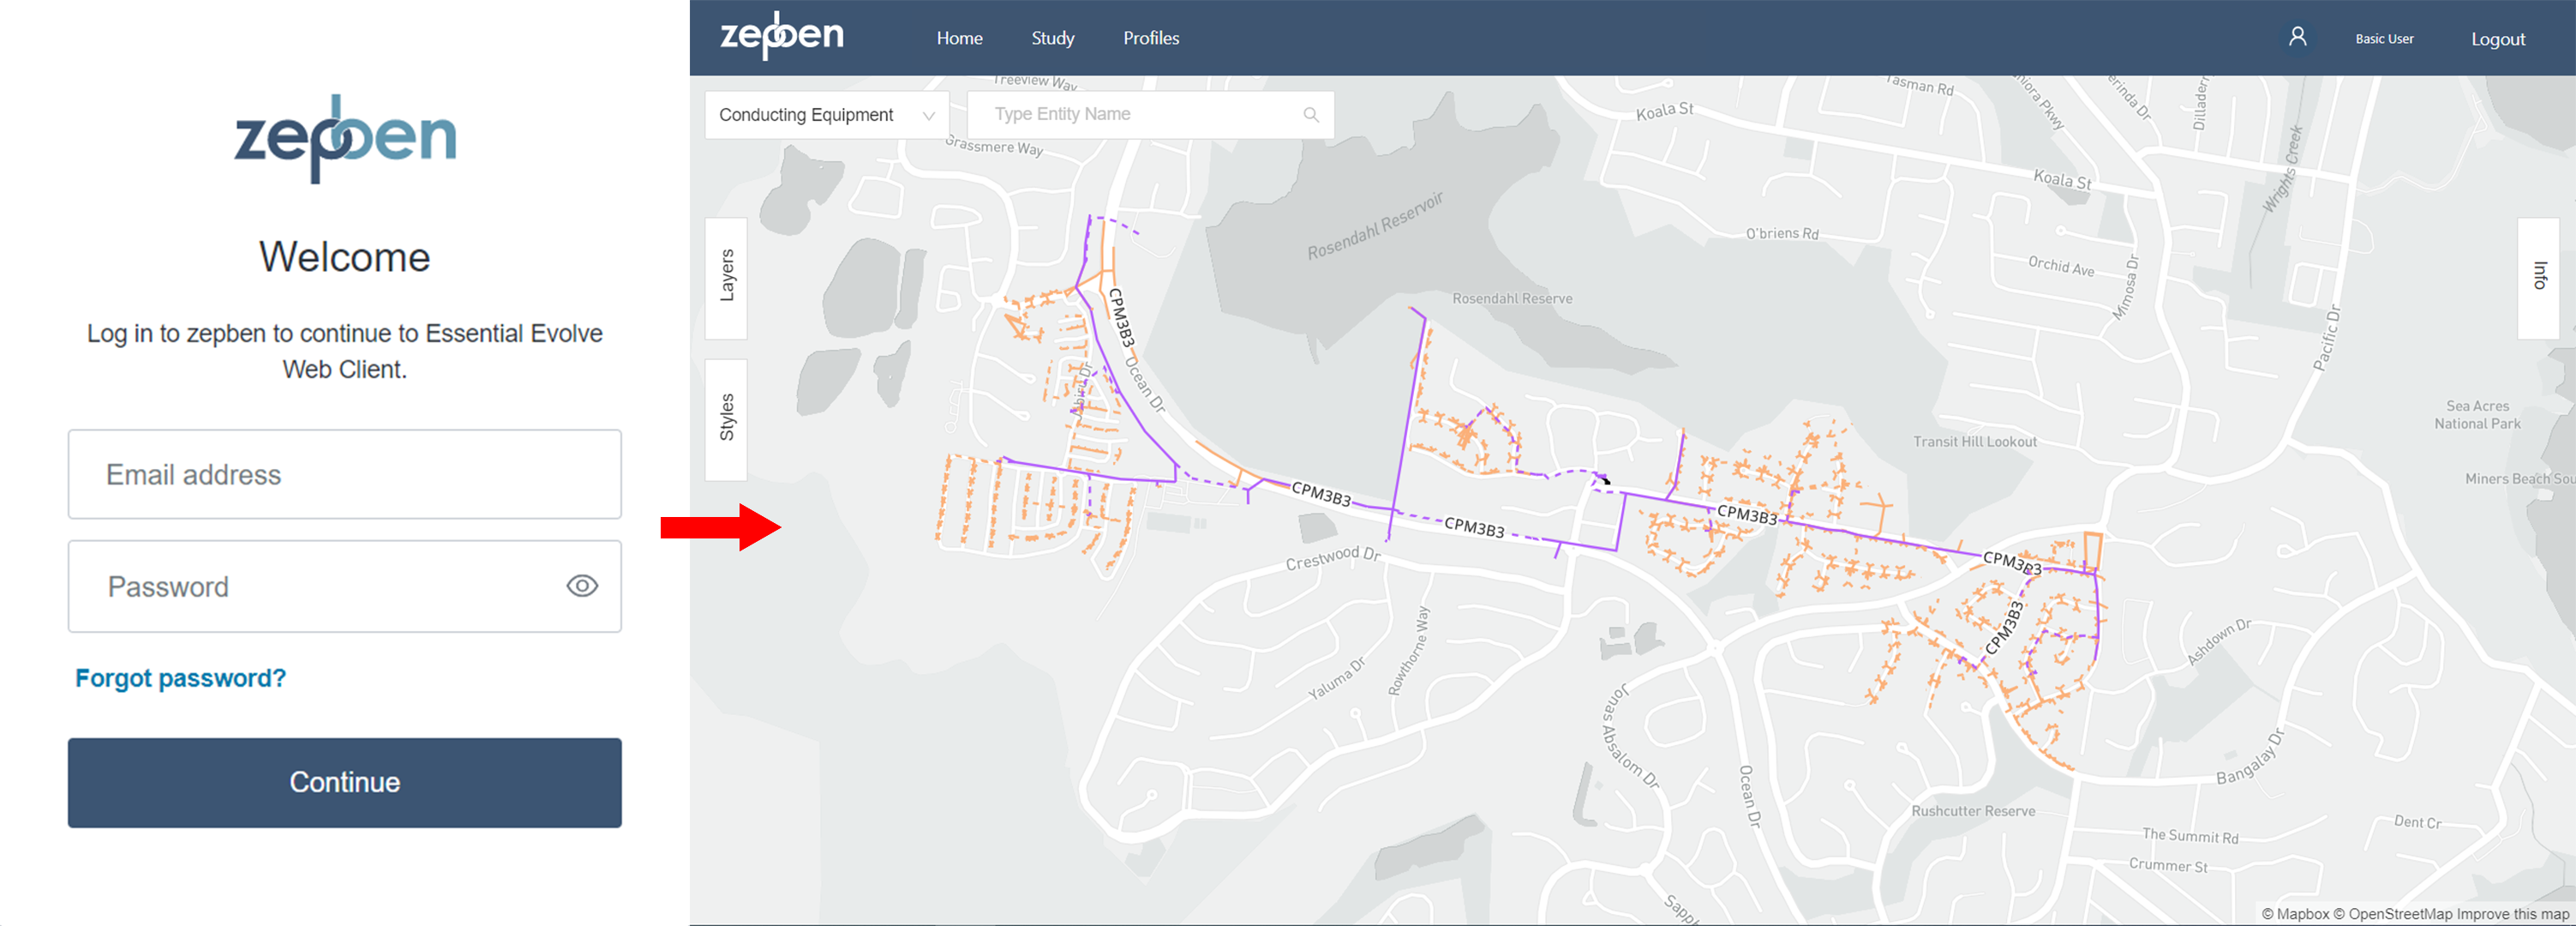 zepben
Welcome
Log in to zepben to continue to Essential Evolve
Web Client.
Email address
Password
Forgot password?
Continue
zepben
Home
Study
Profiles
Basic User
Logout
Conducting Equipment
Type Entity Name
Layers
Styles
Info
Treeview Way
Grassmere Way
Koala St
Tasman Rd
Pkwy
Dr
Koala St
Wrights Creek
Rosendahl Reservoir
O'briens Rd
Orchid Ave
Mimosa Dr
Pacific Dr
Rosendahl Reserve
CPM3B3
Ocean Dr
Dr
Sea Acres
National Park
Transit Hill Lookout
Miners Beach Sou
CPM3B3
CPM3B3
CPM3B3
CPM3B3
CPM3B3
Crestwood Dr
Yaluma Dr
Rowthorne Way
Jonas Absalom Dr
Ocean Dr
Ashdown Dr
Bangalay Dr
Rushcutter Reserve
The Summit Rd
Dent Cr
Crummer St
Sapph
© Mapbox © OpenStreetMap Improve this map